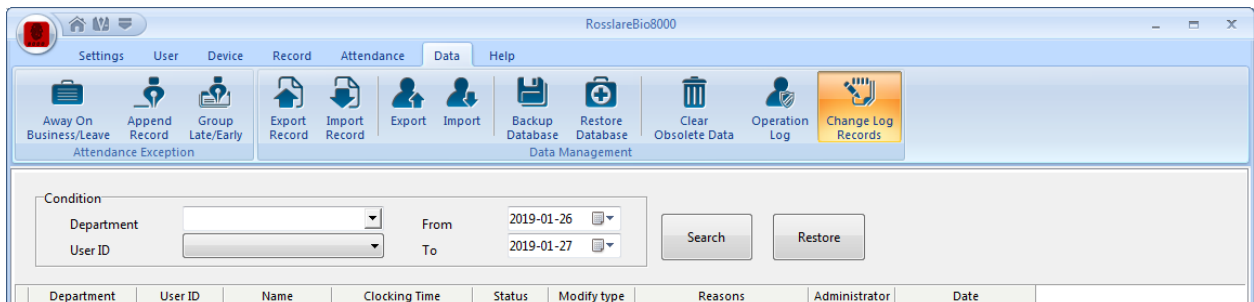 RosslareBio8000
Settings User Device Record Attendance Data Help
Away On Business/Leave
Append Record
Group Late/Early
Export Record
Import Record
Export
Import
Backup Database
Restore Database
Clear Obsolete Data
Operation Log
Change Log Records
Attendance Exception
Data Management
Condition
Department
From 2019-01-26
User ID
To 2019-01-27
Search
Restore
Department User ID Name Clocking Time Status Modify type Reasons Administrator Date